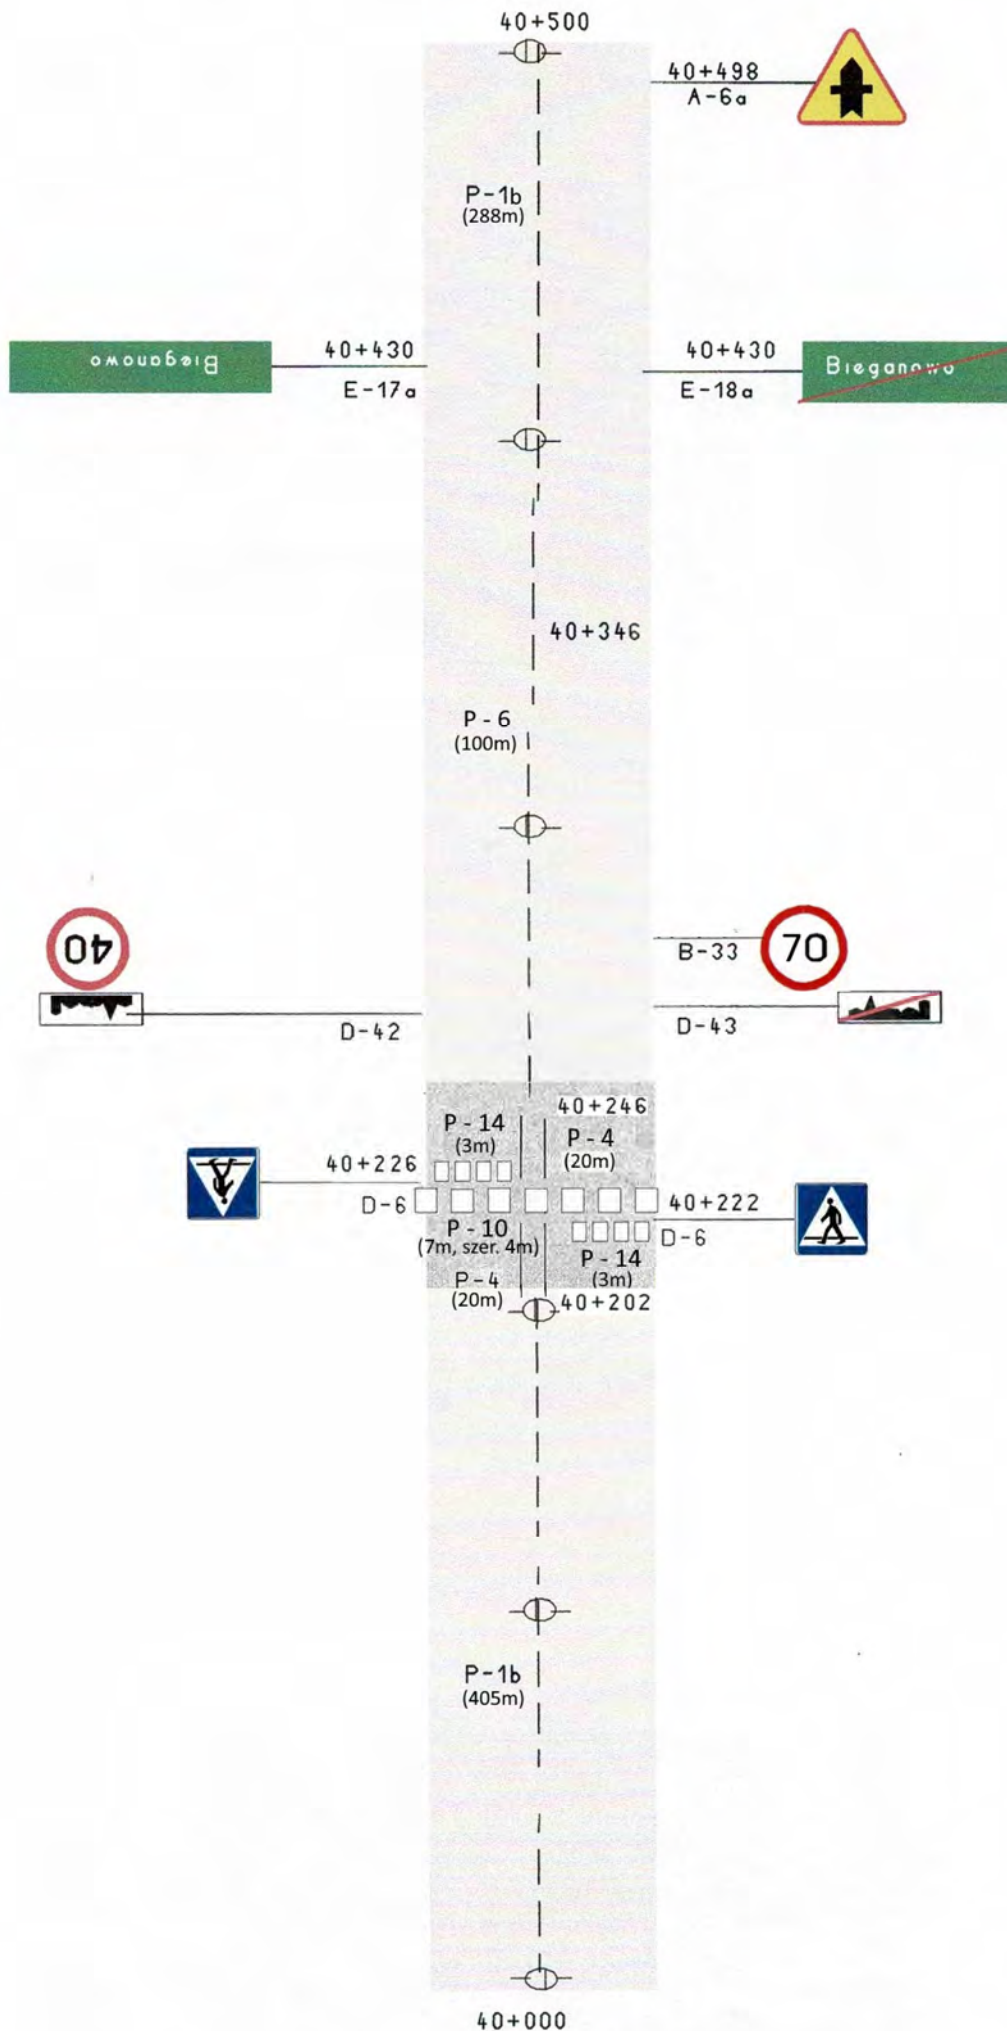 40+500
40+498
A-6a
P-1b
(288m)
Bieganowo
40+430
E-17a
40+430
E-18a
Bieganowo
40+346
P - 6
(100m)
40
B-33
70
D-42
D-43
40+246
P - 14
(3m)
P - 4
(20m)
40+226
D-6
40+222
D-6
P - 10
(7m, szer. 4m)
P - 14
(3m)
P-4
(20m)
40+202
P-1b
(405m)
40+000